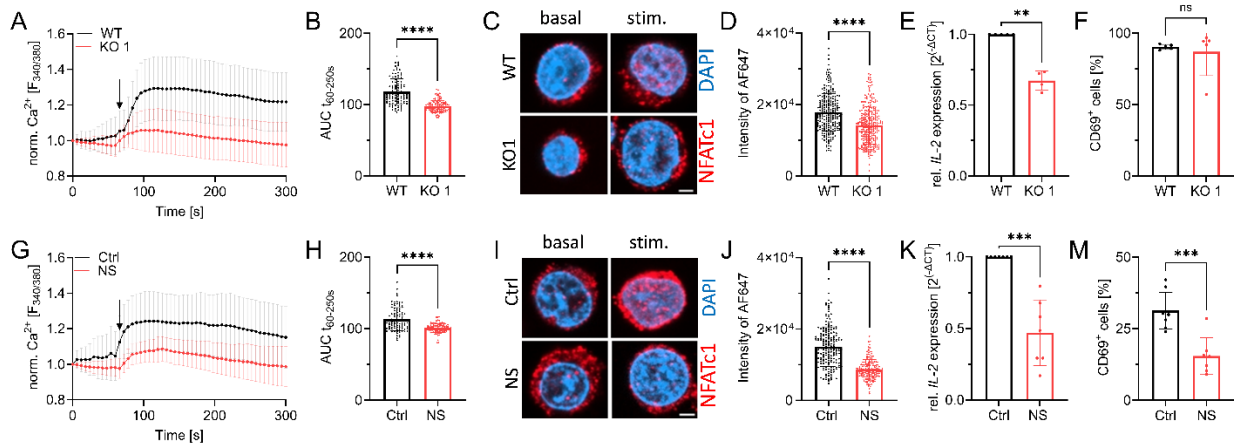 A
WT
KO 1
norm. Ca²⁺ [F₃₄₀/₃₈₀]
1.6
1.4
1.2
1.0
0.8
0
100
200
300
Time [s]
B
****
AUC t₆₀₋₂₅₀ₛ
200
100
0
WT KO 1
C
basal stim.
WT
KO1
DAPI
NFATc1
D
****
Intensity of AF647
4×10⁴
2×10⁴
0
WT KO 1
E
**
rel. IL-2 expression [2^(-ΔCT)]
1.0
0.5
0.0
WT KO 1
F
ns
CD69⁺ cells [%]
100
50
0
WT KO 1
G
Ctrl
NS
norm. Ca²⁺ [F₃₄₀/₃₈₀]
1.6
1.4
1.2
1.0
0.8
0
100
200
300
Time [s]
H
****
AUC t₆₀₋₂₅₀ₛ
200
100
0
Ctrl NS
I
basal stim.
Ctrl
NS
DAPI
NFATc1
J
****
Intensity of AF647
4×10⁴
2×10⁴
0
Ctrl NS
K
***
rel. IL-2 expression [2^(-ΔCT)]
1.0
0.5
0.0
Ctrl NS
M
***
CD69⁺ cells [%]
50
25
0
Ctrl NS